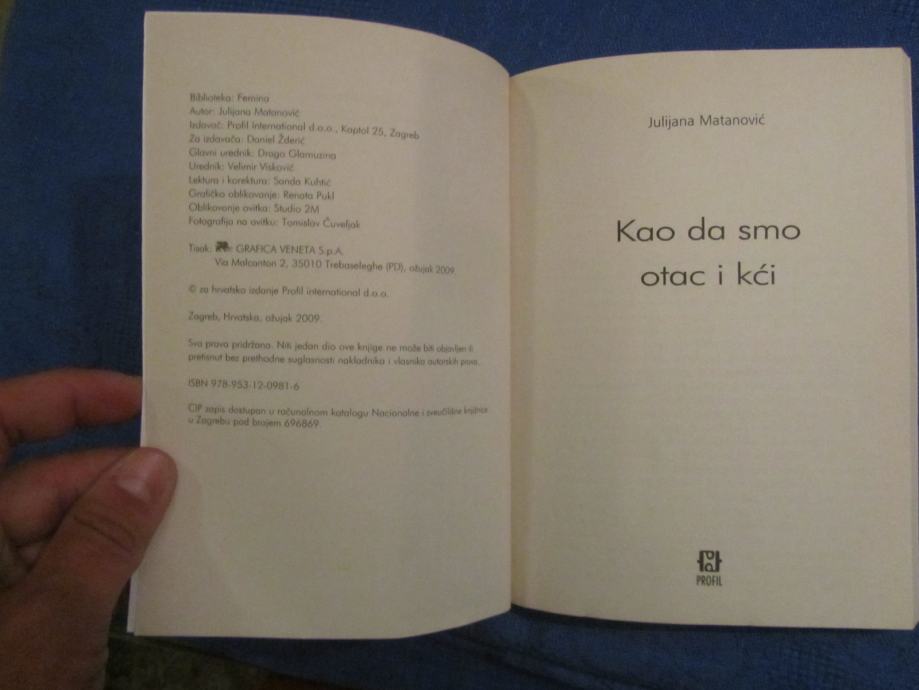 Biblioteka: Femina
Autor: Julijana Matanović
Izdavač: Profil International d.o.o., Kaptol 25, Zagreb
Za izdavača: Daniel Žderić
Glavni urednik: Drago Glamuzina
Urednik: Velimir Visković
Lektura i korektura: Sanda Kuhtić
Grafičko oblikovanje: Renata Pukl
Oblikovanje ovitka: Studio 2M
Fotografija na ovitku: Tomislav Čuveljak
Tisak: GRAFICA VENETA S.p.A.
Via Malcanton 2, 35010 Trebaseleghe (PD), ožujak 2009.
© za hrvatsko izdanje Profil international d.o.o.
Zagreb, Hrvatska, ožujak 2009.
Sva prava pridržana. Niti jedan dio ove knjige ne može biti objavljen ili
pretisnut bez prethodne suglasnosti nakladnika i vlasnika autorskih prava.
ISBN 978-953-12-0981-6
CIP zapis dostupan u računalnom katalogu Nacionalne i sveučilišne knjižnice
u Zagrebu pod brojem 696869
Julijana Matanović
Kao da smo
otac i kći
PROFIL